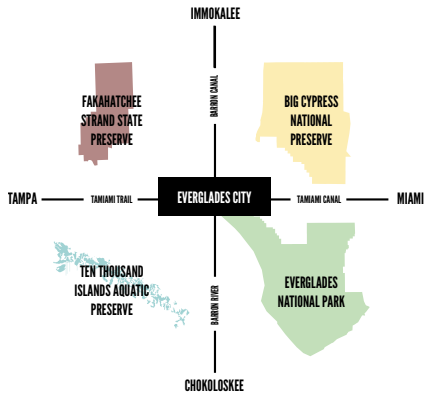 IMMOKALEE
BARRON CANAL
FAKAHATCHEE
STRAND STATE
PRESERVE
BIG CYPRESS
NATIONAL
PRESERVE
TAMPA
TAMIAMI TRAIL
EVERGLADES CITY
TAMIAMI CANAL
MIAMI
TEN THOUSAND
ISLANDS AQUATIC
PRESERVE
BARRON RIVER
EVERGLADES
NATIONAL PARK
CHOKOLOSKEE